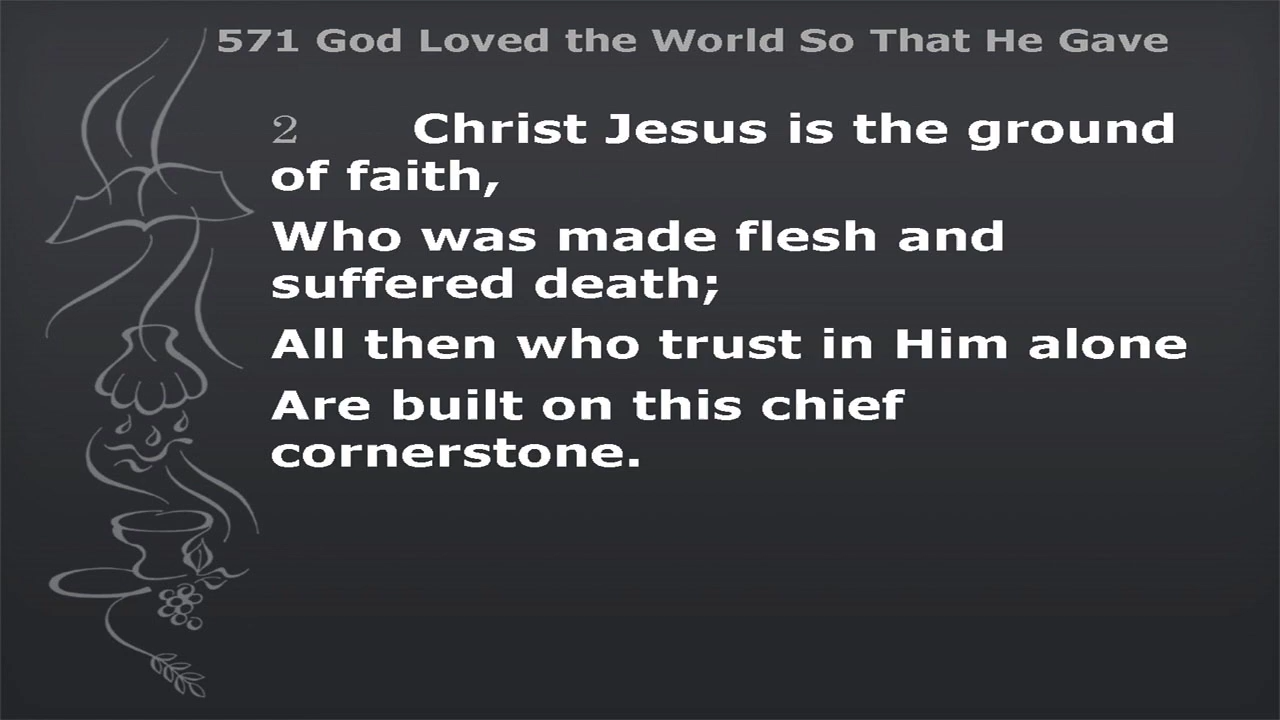 571 God Loved the World So That He Gave
2 Christ Jesus is the ground
of faith,
Who was made flesh and
suffered death;
All then who trust in Him alone
Are built on this chief
cornerstone.